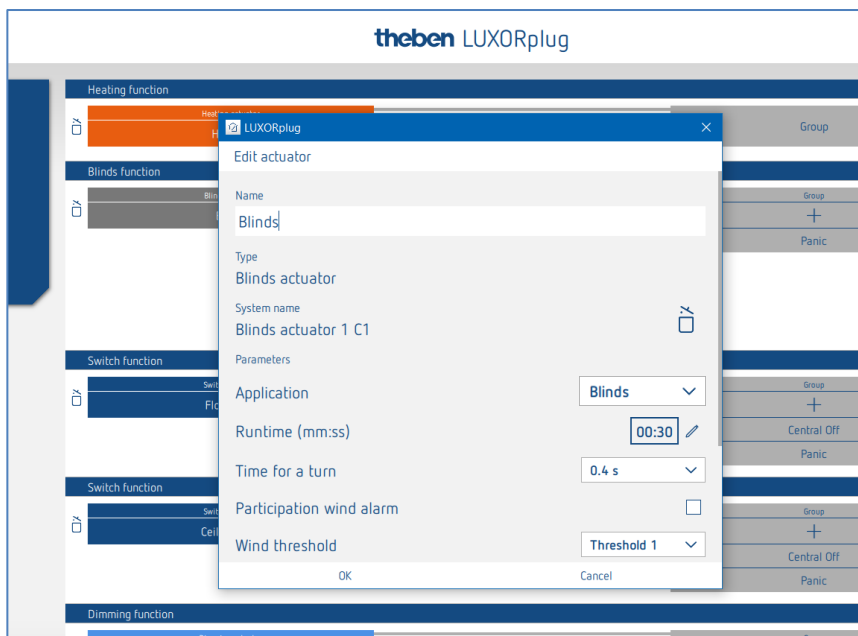 theben LUXORplug
Heating function
Group
LUXORplug
Edit actuator
Blinds function
Name
Blinds
Group
+
Panic
Type
Blinds actuator
System name
Blinds actuator 1 C1
Parameters
Switch function
Application
Blinds
Group
+
Runtime (mm:ss)
00:30
Central Off
Time for a turn
0.4 s
Panic
Switch function
Participation wind alarm
Group
+
Wind threshold
Threshold 1
Central Off
OK
Cancel
Panic
Dimming function